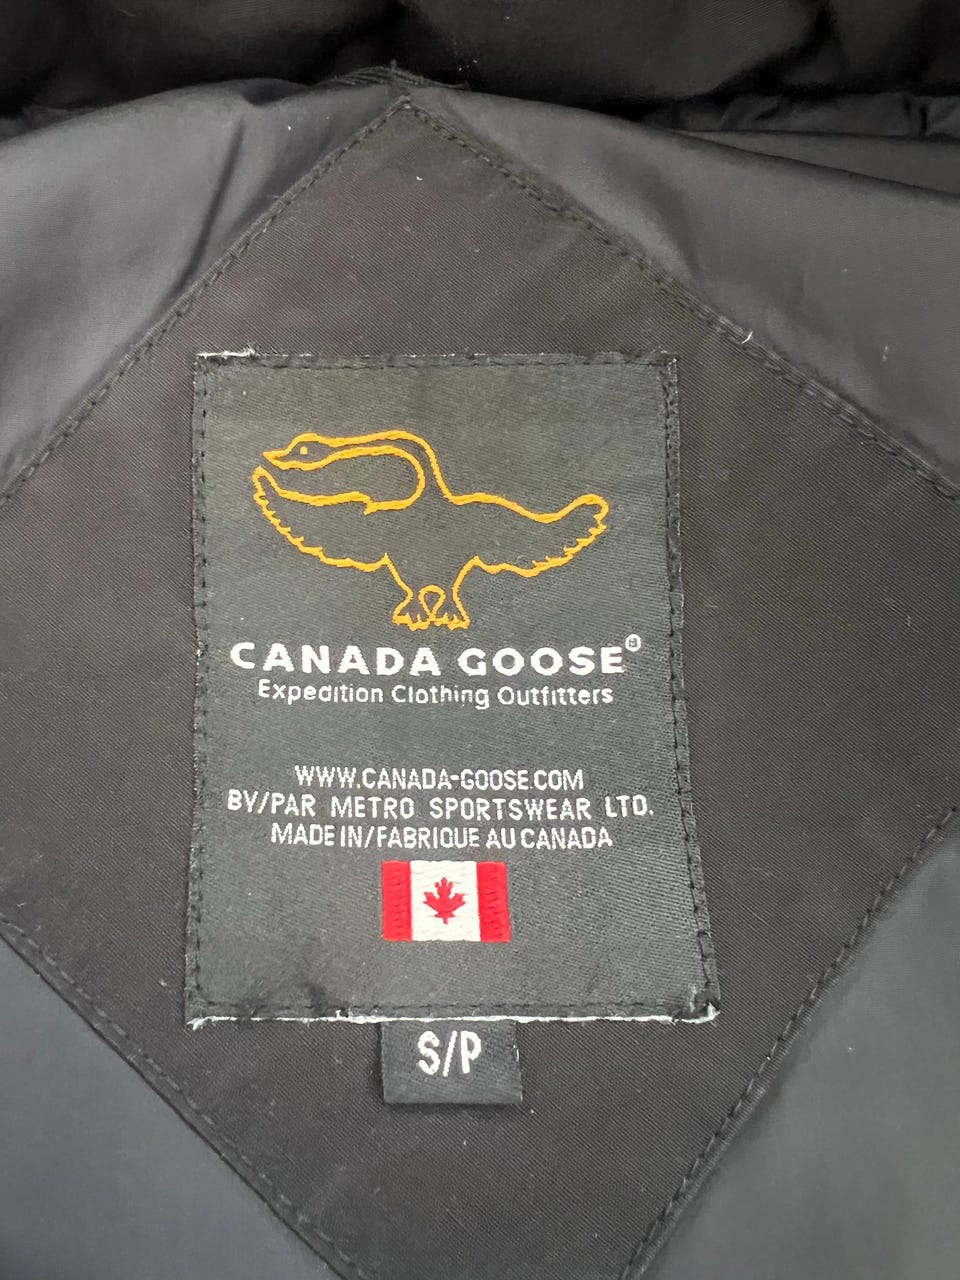 CANADA GOOSE®
Expedition Clothing Outfitters
WWW.CANADA-GOOSE.COM
BY/PAR METRO SPORTSWEAR LTD.
MADE IN/FABRIQUE AU CANADA
S/P